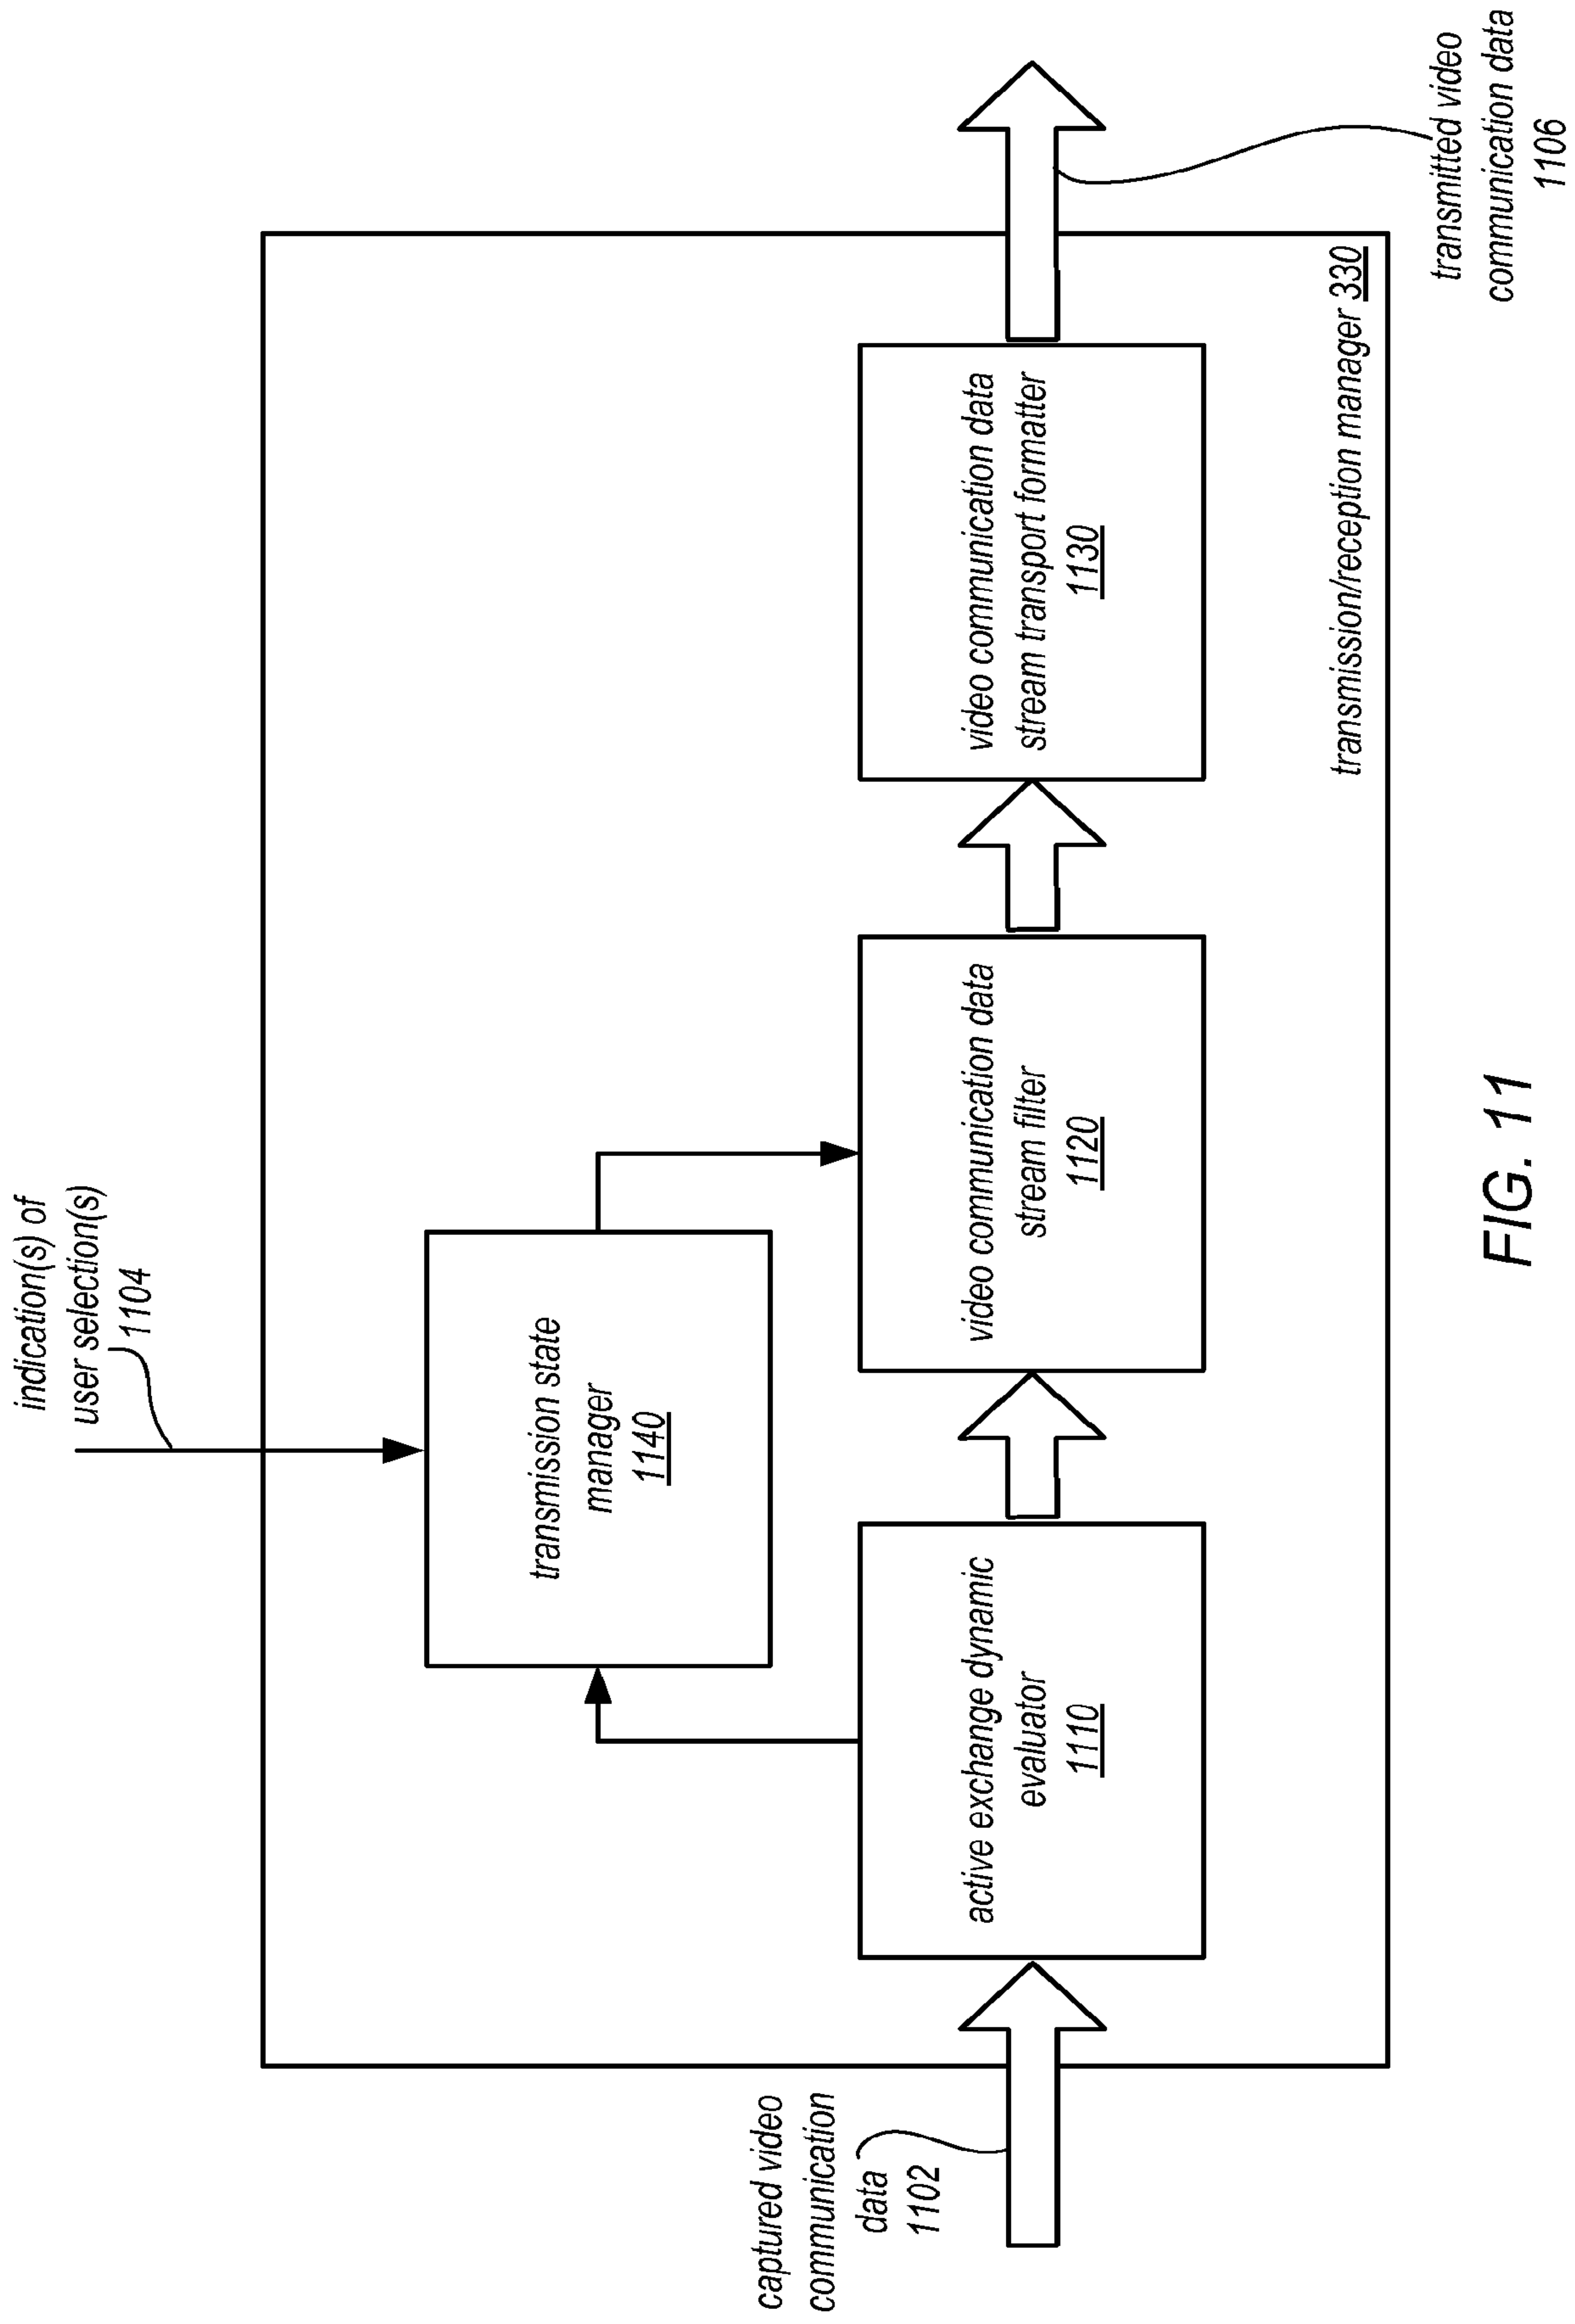 indication(s) of
user selection(s)
1104
transmission state
manager
1140
captured video
communication
data
1102
active exchange dynamic
evaluator
1110
video communication data
stream filter
1120
video communication data
stream transport formatter
1130
transmission/reception manager 330
transmitted video
communication data
1106
FIG. 11